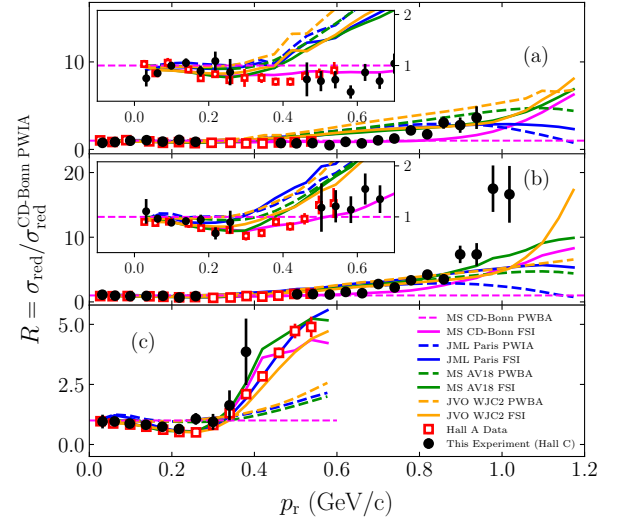 R = σred/σred^CD-Bonn PWIA
10
0
(a)
2
1
0.0 0.2 0.4 0.6
20
10
0
(b)
2
1
0.0 0.2 0.4 0.6
5.0
2.5
0.0
(c)
MS CD-Bonn PWBA
MS CD-Bonn FSI
JML Paris PWIA
JML Paris FSI
MS AV18 PWBA
MS AV18 FSI
JVO WJC2 PWBA
JVO WJC2 FSI
Hall A Data
This Experiment (Hall C)
0.0 0.2 0.4 0.6 0.8 1.0 1.2
pr (GeV/c)